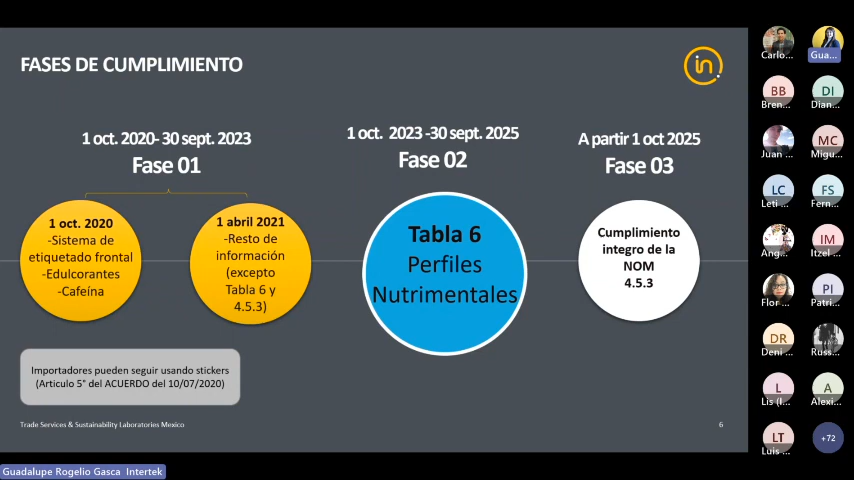 FASES DE CUMPLIMIENTO
in.
1 oct. 2020- 30 sept. 2023
Fase 01
1 oct. 2023 -30 sept. 2025
Fase 02
A partir 1 oct 2025
Fase 03
1 oct. 2020
-Sistema de
etiquetado frontal
-Edulcorantes
-Cafeína
1 abril 2021
-Resto de
información
(excepto
Tabla 6 y
4.5.3)
Tabla 6
Perfiles
Nutrimentales
Cumplimiento
integro de la
NOM
4.5.3
Importadores pueden seguir usando stickers
(Articulo 5° del ACUERDO del 10/07/2020)
Trade Services & Sustainability Laboratories Mexico
6
Carlo...
Gua...
BB
Bren...
DI
Dian...
Juan ...
MC
Migu...
LC
Leti ...
FS
Fern...
Ang...
IM
Itzel ...
Flor ...
PI
Patri...
DR
Deni ...
Russ...
L
Lis (I...
A
Alexi...
LT
Luis ...
+72
Guadalupe Rogelio Gasca Intertek